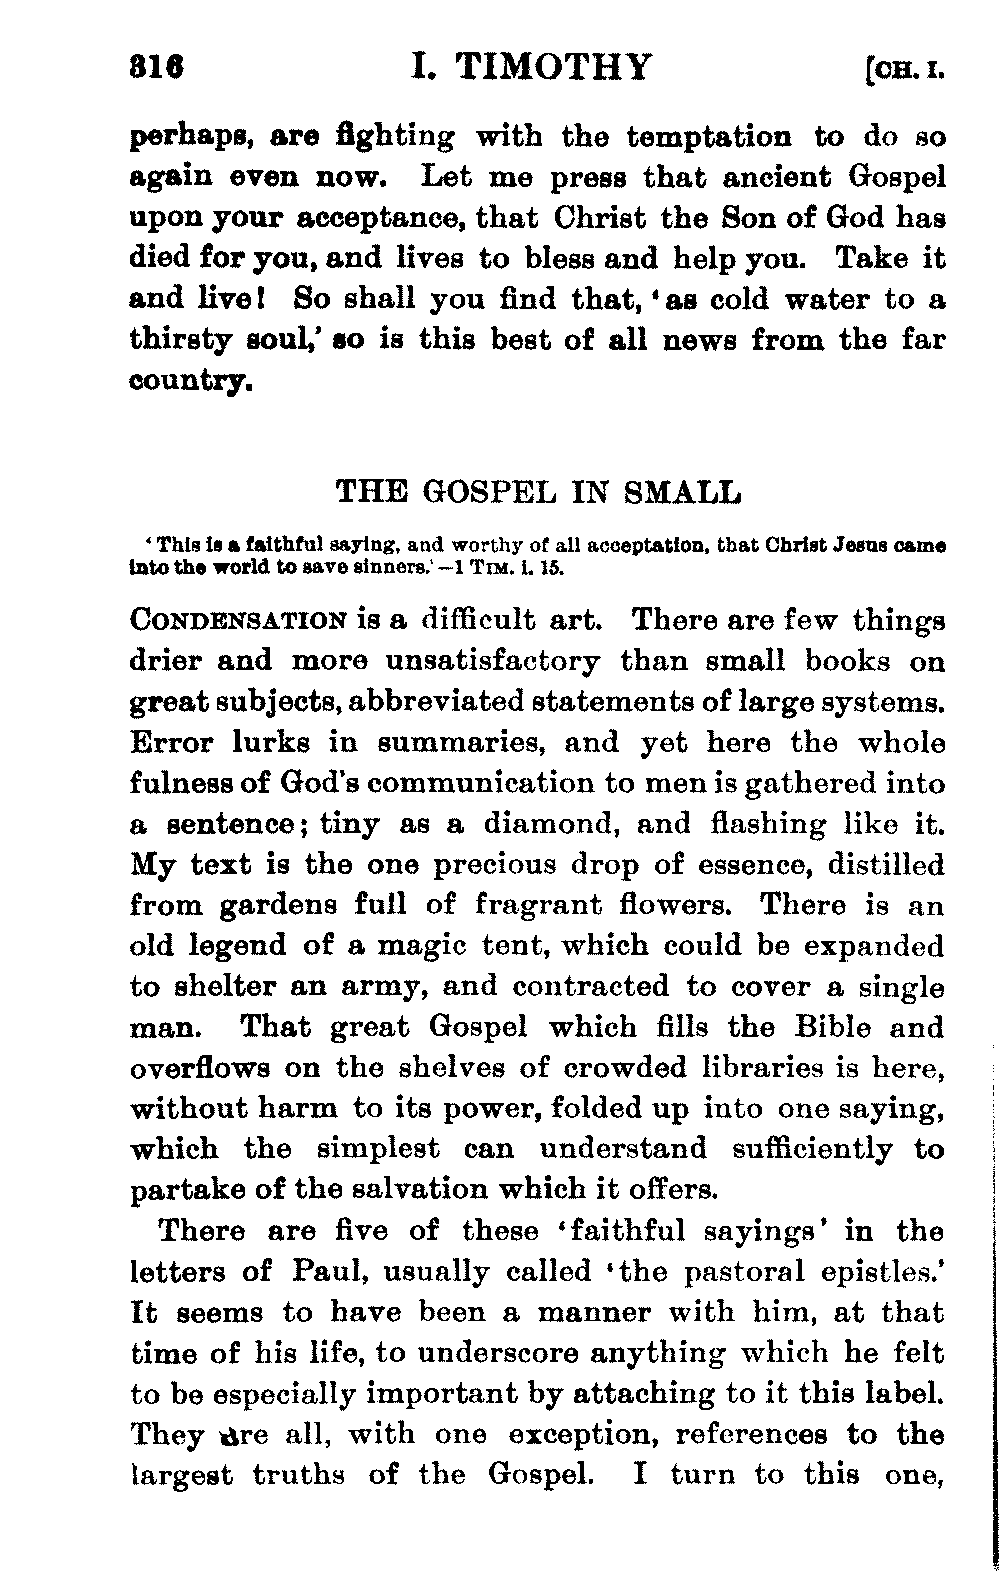 316 I. TIMOTHY [CH. I.
perhaps, are fighting with the temptation to do so
again even now. Let me press that ancient Gospel
upon your acceptance, that Christ the Son of God has
died for you, and lives to bless and help you. Take it
and live! So shall you find that, ‘as cold water to a
thirsty soul,’ so is this best of all news from the far
country.
THE GOSPEL IN SMALL
‘This is a faithful saying, and worthy of all acceptation, that Christ Jesus came
into the world to save sinners.’—1 TIM. i. 15.
CONDENSATION is a difficult art. There are few things
drier and more unsatisfactory than small books on
great subjects, abbreviated statements of large systems.
Error lurks in summaries, and yet here the whole
fulness of God’s communication to men is gathered into
a sentence; tiny as a diamond, and flashing like it.
My text is the one precious drop of essence, distilled
from gardens full of fragrant flowers. There is an
old legend of a magic tent, which could be expanded
to shelter an army, and contracted to cover a single
man. That great Gospel which fills the Bible and
overflows on the shelves of crowded libraries is here,
without harm to its power, folded up into one saying,
which the simplest can understand sufficiently to
partake of the salvation which it offers.
There are five of these ‘faithful sayings’ in the
letters of Paul, usually called ‘the pastoral epistles.’
It seems to have been a manner with him, at that
time of his life, to underscore anything which he felt
to be especially important by attaching to it this label.
They are all, with one exception, references to the
largest truths of the Gospel. I turn to this one,